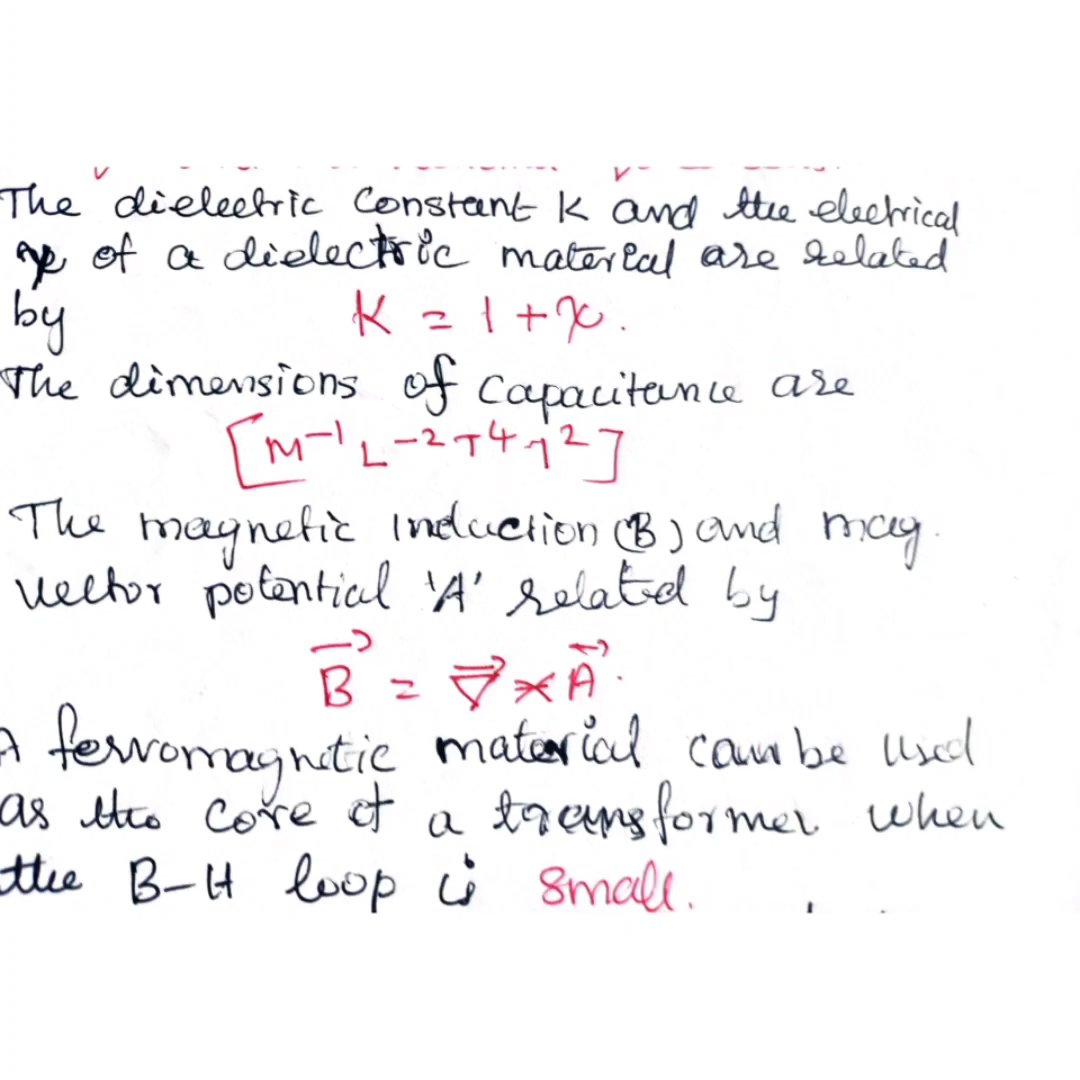 The dielectric Constant K and the electrical
of a dielectric material are related
by K = 1 + χ.
The dimensions of Capacitance are
[M⁻¹ L⁻² T⁴ I²]
The magnetic Induction (B) and mag.
vector potential 'A' related by
B⃗ = ∇⃗ × A⃗.
A ferromagnetic material can be used
as the core of a transformer when
the B-H loop is small.